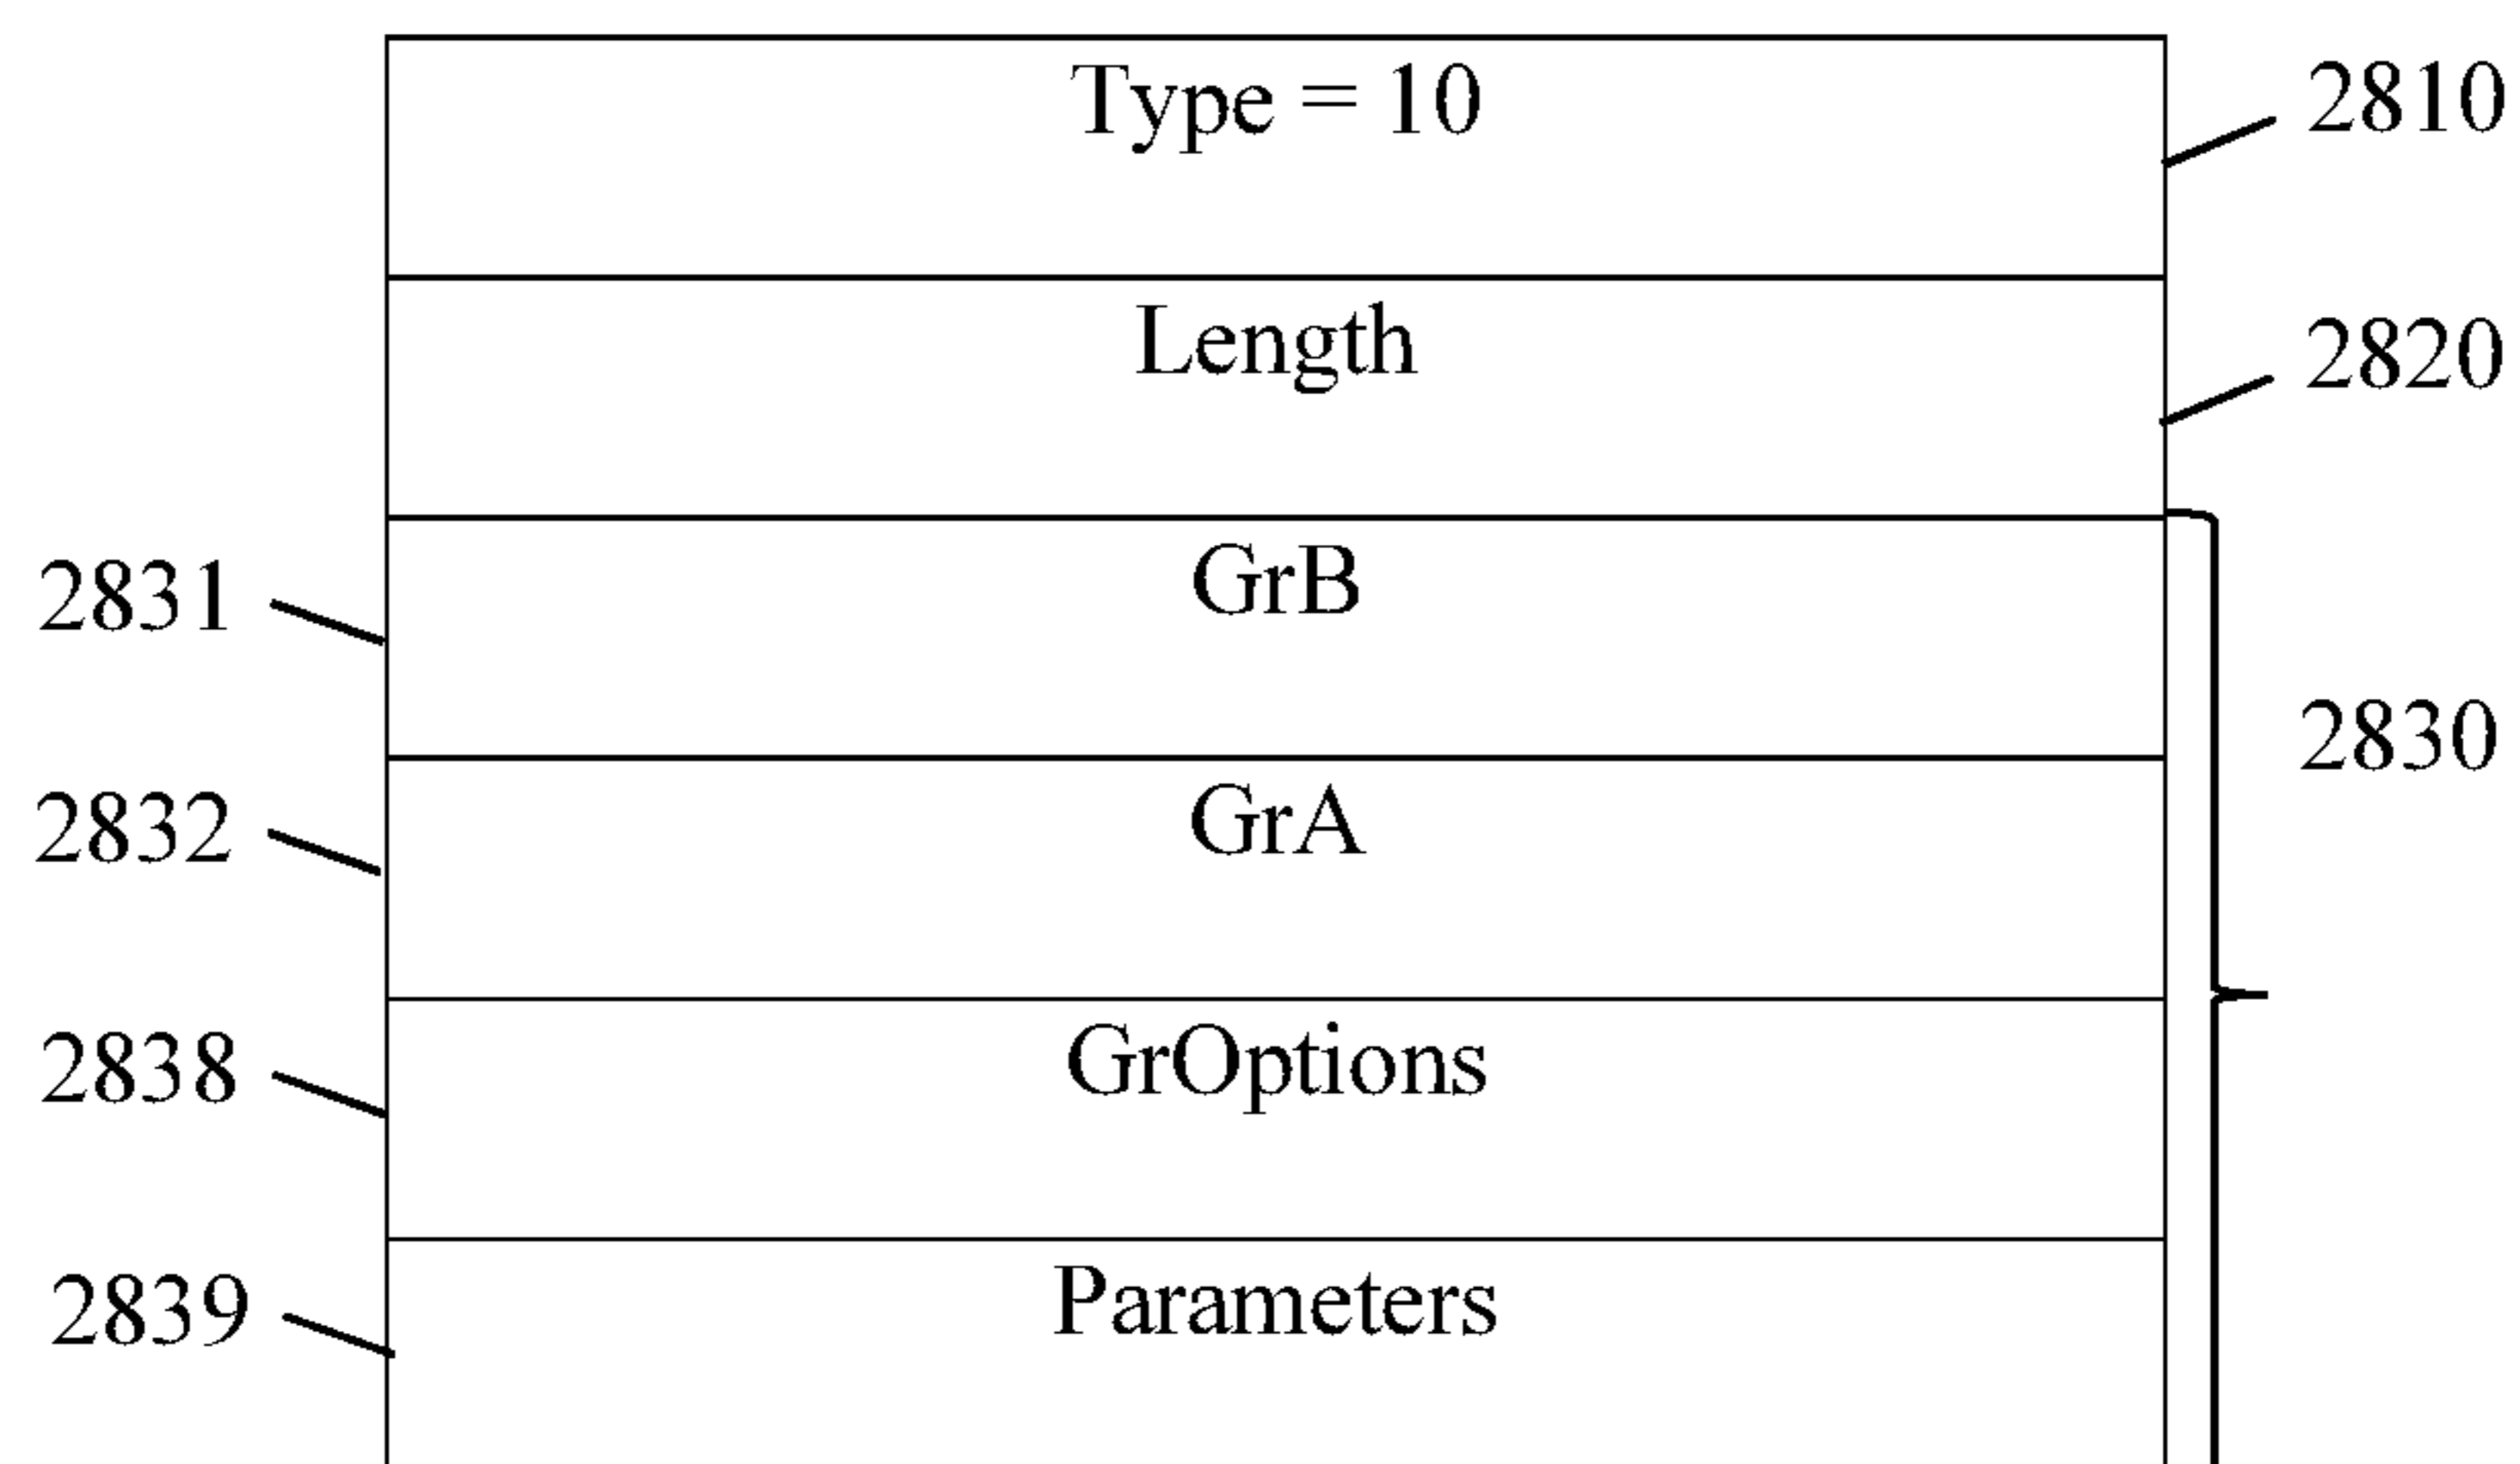 Type = 10
2810
Length
2820
GrB
2831
2830
GrA
2832
GrOptions
2838
Parameters
2839